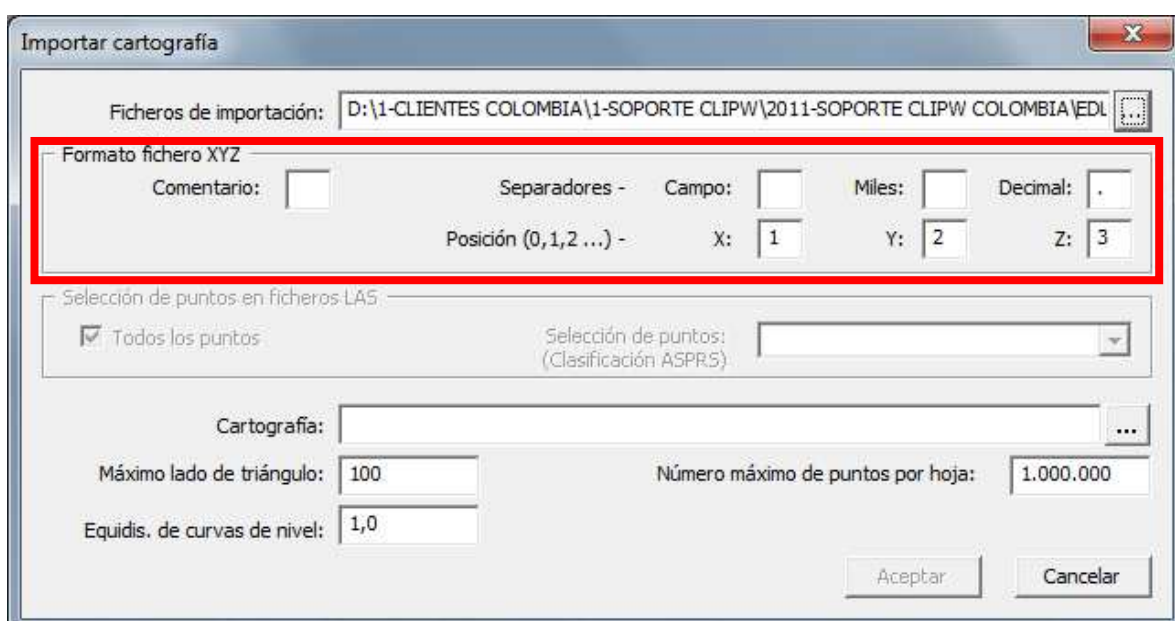 Importar cartografía
Ficheros de importación: D:\1-CLIENTES COLOMBIA\1-SOPORTE CLIPW\2011-SOPORTE CLIPW COLOMBIA\EDL ...
Formato fichero XYZ
Comentario: Separadores - Campo: Miles: Decimal: .
Posición (0,1,2 ...) - X: 1 Y: 2 Z: 3
Selección de puntos en ficheros LAS
Todos los puntos Selección de puntos:
(Clasificación ASPRS)
Cartografía: ...
Máximo lado de triángulo: 100 Número máximo de puntos por hoja: 1.000.000
Equidis. de curvas de nivel: 1,0
Aceptar Cancelar